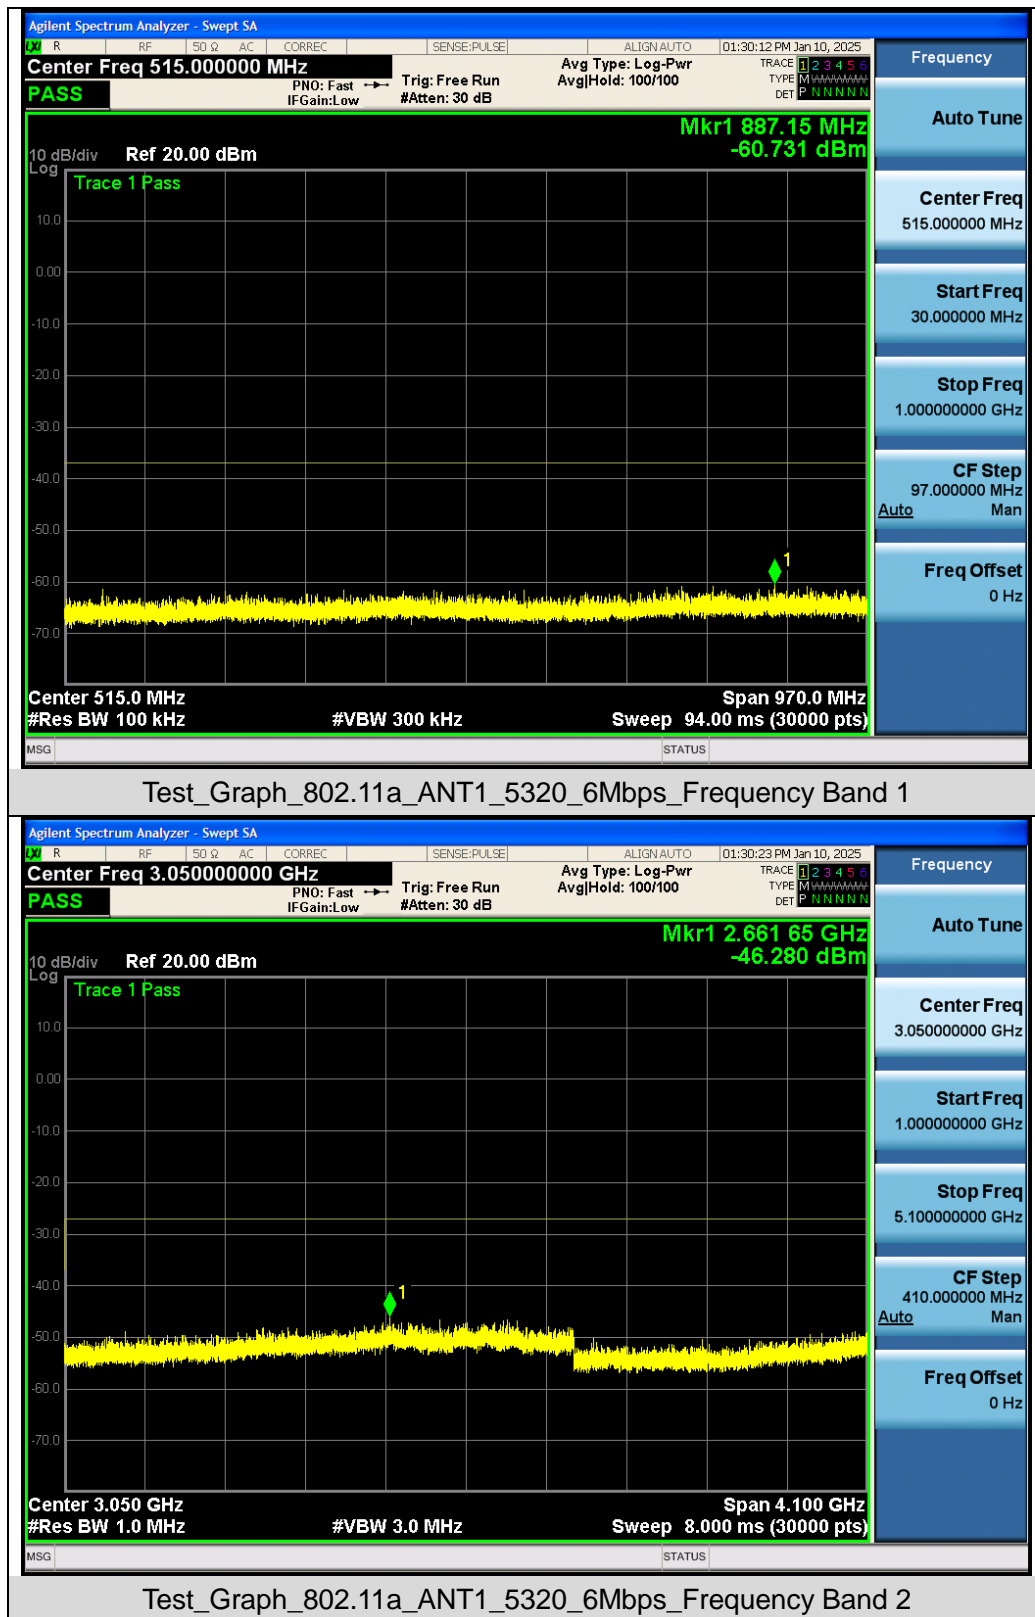 Agilent Spectrum Analyzer - Swept SA
LXI R RF 50 Ω AC CORREC SENSE:PULSE ALIGN AUTO 01:30:12 PM Jan 10, 2025
Center Freq 515.000000 MHz
PASS
PNO: Fast
IFGain:Low
Trig: Free Run
#Atten: 30 dB
Avg Type: Log-Pwr
Avg|Hold: 100/100
TRACE 1 2 3 4 5 6
TYPE M
DET P N N N N N
Mkr1 887.15 MHz
-60.731 dBm
10 dB/div Ref 20.00 dBm
Log
Trace 1 Pass
10.0
0.00
-10.0
-20.0
-30.0
-40.0
-50.0
1
-60.0
-70.0
Center 515.0 MHz Span 970.0 MHz
#Res BW 100 kHz #VBW 300 kHz Sweep 94.00 ms (30000 pts)
MSG STATUS
Frequency
Auto Tune
Center Freq
515.000000 MHz
Start Freq
30.000000 MHz
Stop Freq
1.000000000 GHz
CF Step
97.000000 MHz
Auto Man
Freq Offset
0 Hz
Test_Graph_802.11a_ANT1_5320_6Mbps_Frequency Band 1
Agilent Spectrum Analyzer - Swept SA
LXI R RF 50 Ω AC CORREC SENSE:PULSE ALIGN AUTO 01:30:23 PM Jan 10, 2025
Center Freq 3.050000000 GHz
PASS
PNO: Fast
IFGain:Low
Trig: Free Run
#Atten: 30 dB
Avg Type: Log-Pwr
Avg|Hold: 100/100
TRACE 1 2 3 4 5 6
TYPE M
DET P N N N N N
Mkr1 2.661 65 GHz
-46.280 dBm
10 dB/div Ref 20.00 dBm
Log
Trace 1 Pass
10.0
0.00
-10.0
-20.0
-30.0
-40.0
1
-50.0
-60.0
-70.0
Center 3.050 GHz Span 4.100 GHz
#Res BW 1.0 MHz #VBW 3.0 MHz Sweep 8.000 ms (30000 pts)
MSG STATUS
Frequency
Auto Tune
Center Freq
3.050000000 GHz
Start Freq
1.000000000 GHz
Stop Freq
5.100000000 GHz
CF Step
410.000000 MHz
Auto Man
Freq Offset
0 Hz
Test_Graph_802.11a_ANT1_5320_6Mbps_Frequency Band 2